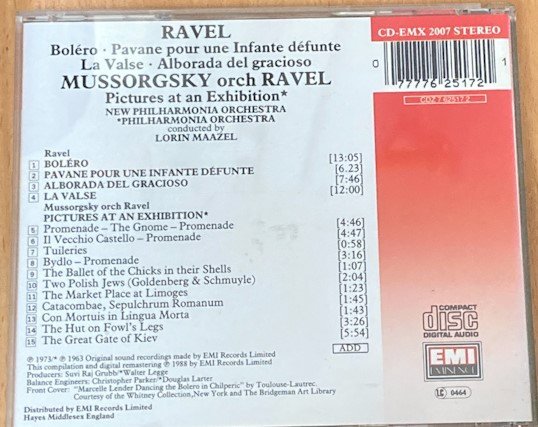 RAVEL
Boléro · Pavane pour une Infante défunte
La Valse · Alborada del gracioso
MUSSORGSKY orch RAVEL
Pictures at an Exhibition*
NEW PHILHARMONIA ORCHESTRA
*PHILHARMONIA ORCHESTRA
conducted by
LORIN MAAZEL
CD-EMX 2007 STEREO
0 77776 25172 1
CDZ 7 62517 2
Ravel
1 BOLÉRO [13:05]
2 PAVANE POUR UNE INFANTE DÉFUNTE [6.23]
3 ALBORADA DEL GRACIOSO [7:46]
4 LA VALSE [12:00]
Mussorgsky orch Ravel
PICTURES AT AN EXHIBITION*
5 Promenade – The Gnome – Promenade [4:46]
6 Il Vecchio Castello – Promenade [4:47]
7 Tuileries [0:58]
8 Bydlo – Promenade [3:16]
9 The Ballet of the Chicks in their Shells [1:07]
10 Two Polish Jews (Goldenberg & Schmuyle) [2:04]
11 The Market Place at Limoges [1:23]
12 Catacombae, Sepulchrum Romanum [1:45]
13 Con Mortuis in Lingua Morta [1:43]
14 The Hut on Fowl's Legs [3:26]
15 The Great Gate of Kiev [5:54]
ADD
℗ 1973/* ℗ 1963 Original sound recordings made by EMI Records Limited
This compilation and digital remastering ℗ 1988 by EMI Records Limited
Producers: Suvi Raj Grubb/*Walter Legge
Balance Engineers: Christopher Parker/*Douglas Larter
Front Cover: "Marcelle Lender Dancing the Bolero in Chilperic" by Toulouse-Lautrec.
Courtesy of the Whitney Collection, New York and The Bridgeman Art Library
Distributed by EMI Records Limited
Hayes Middlesex England
COMPACT
disc
DIGITAL AUDIO
EMI
EMINENCE
LC 0464